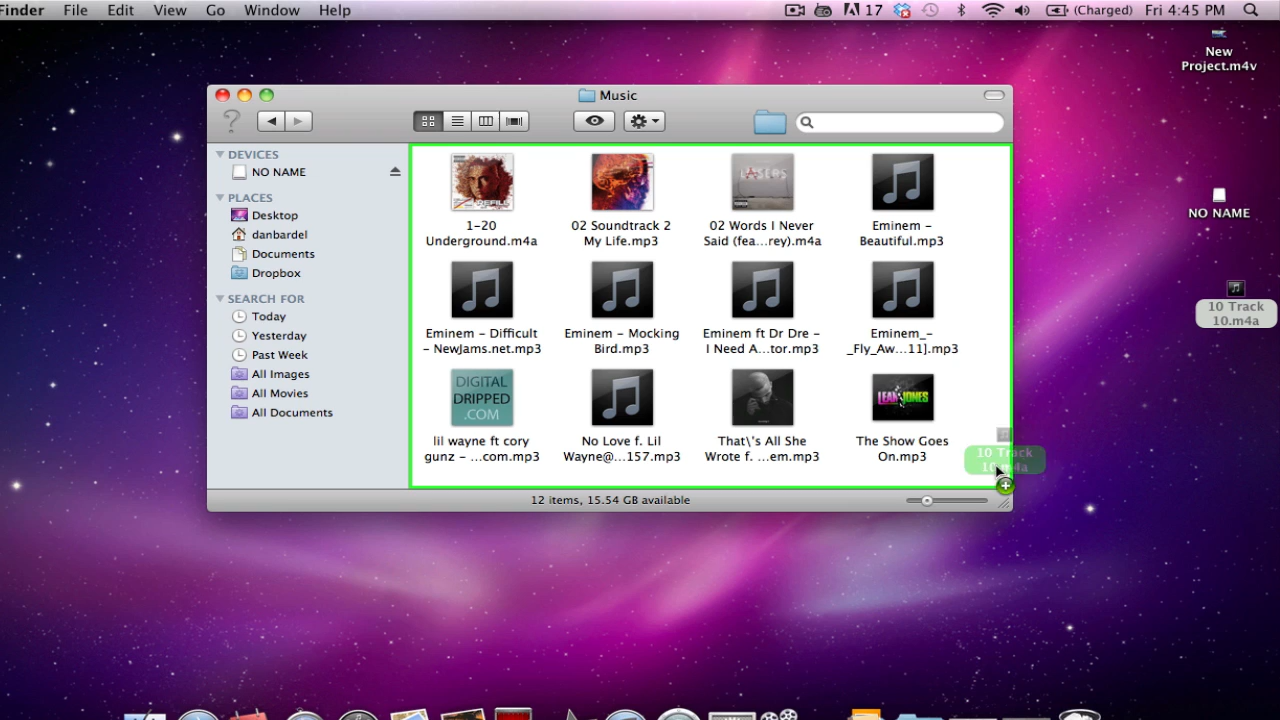 Finder File Edit View Go Window Help
17
(Charged) Fri 4:45 PM
New
Project.m4v
Music
DEVICES
NO NAME
PLACES
Desktop
danbardel
Documents
Dropbox
SEARCH FOR
Today
Yesterday
Past Week
All Images
All Movies
All Documents
LASERS
REFILL
1-20
Underground.m4a
02 Soundtrack 2
My Life.mp3
02 Words I Never
Said (fea...rey).m4a
Eminem –
Beautiful.mp3
Eminem – Difficult
– NewJams.net.mp3
Eminem – Mocking
Bird.mp3
Eminem ft Dr Dre –
I Need A...tor.mp3
Eminem_–
_Fly_Aw...11].mp3
DIGITAL
DRIPPED
.COM
lil wayne ft cory
gunz – ...com.mp3
No Love f. Lil
Wayne@...157.mp3
That\'s All She
Wrote f. ...em.mp3
The Show Goes
On.mp3
10 Track
10.m4a
12 items, 15.54 GB available
NO NAME
10 Track
10.m4a